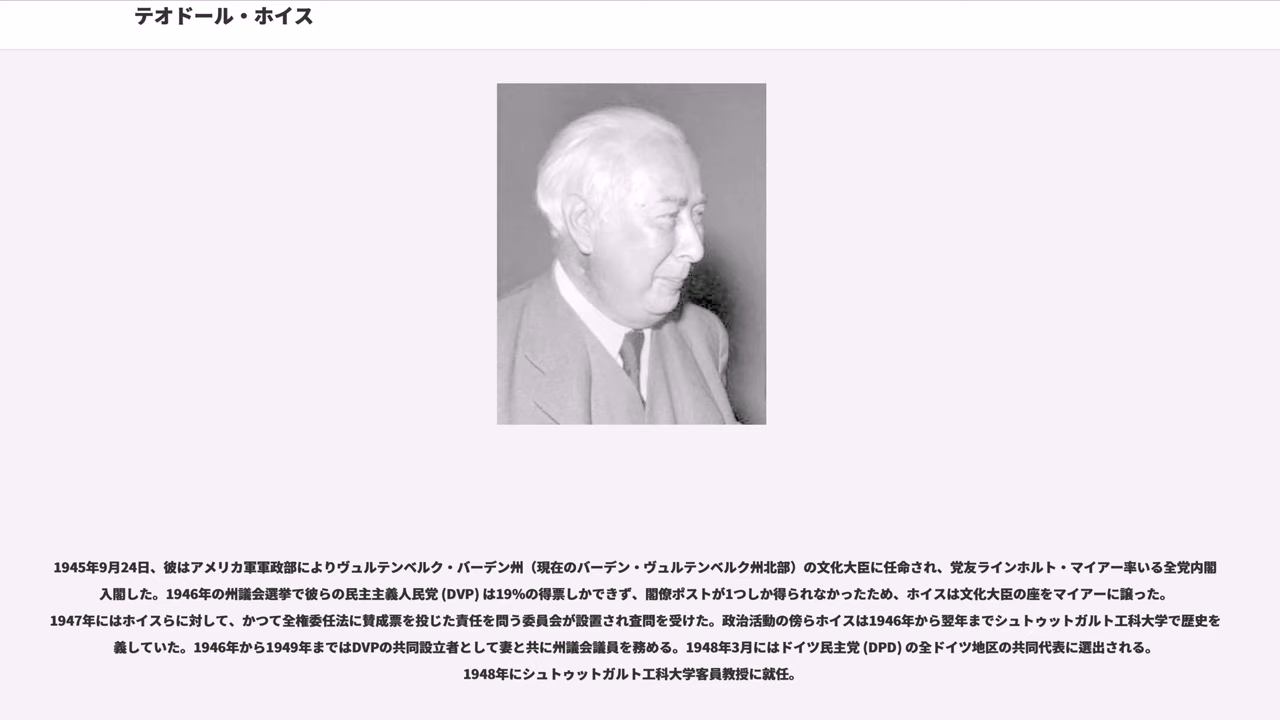 テオドール・ホイス
1945年9月24日、彼はアメリカ軍軍政部によりヴュルテンベルク・バーデン州（現在のバーデン・ヴュルテンベルク州北部）の文化大臣に任命され、党友ラインホルト・マイアー率いる全党内閣
入閣した。1946年の州議会選挙で彼らの民主主義人民党 (DVP) は19%の得票しかできず、閣僚ポストが1つしか得られなかったため、ホイスは文化大臣の座をマイアーに譲った。
1947年にはホイスらに対して、かつて全権委任法に賛成票を投じた責任を問う委員会が設置され査問を受けた。政治活動の傍らホイスは1946年から翌年までシュトゥットガルト工科大学で歴史を
義していた。1946年から1949年まではDVPの共同設立者として妻と共に州議会議員を務める。1948年3月にはドイツ民主党 (DPD) の全ドイツ地区の共同代表に選出される。
1948年にシュトゥットガルト工科大学客員教授に就任。